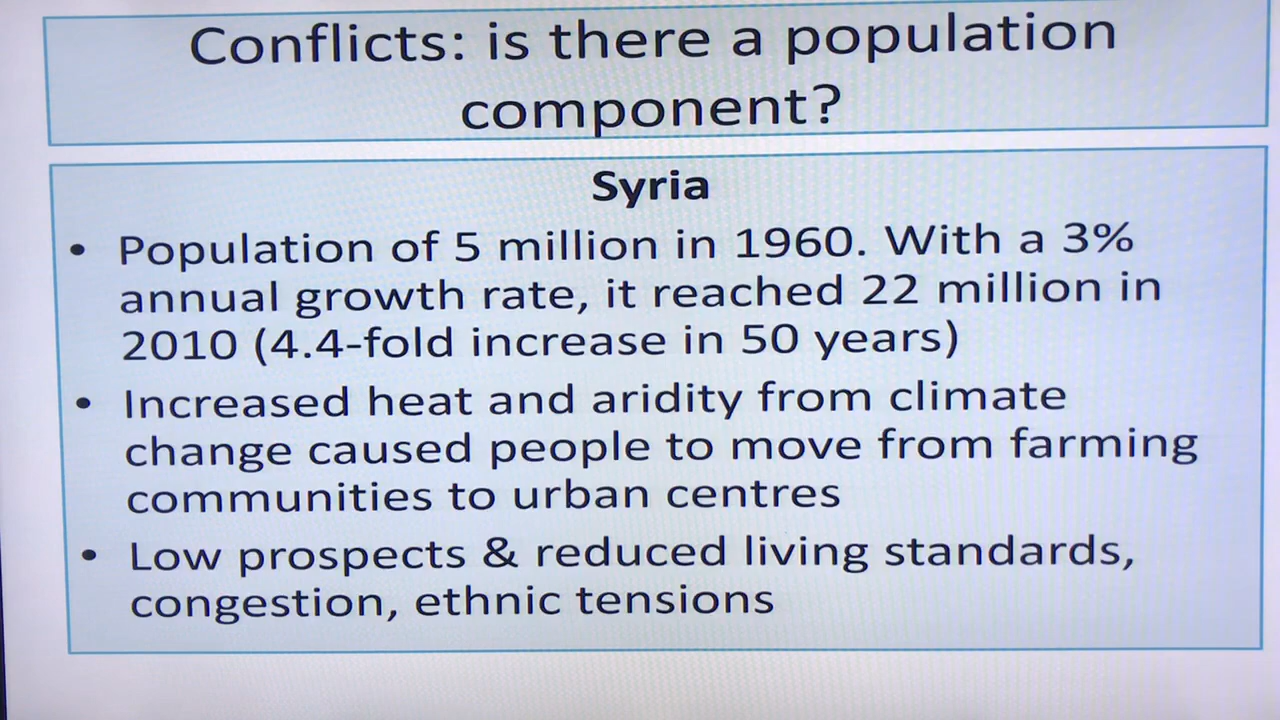 Conflicts: is there a population
component?
Syria
• Population of 5 million in 1960. With a 3%
annual growth rate, it reached 22 million in
2010 (4.4-fold increase in 50 years)
• Increased heat and aridity from climate
change caused people to move from farming
communities to urban centres
• Low prospects & reduced living standards,
congestion, ethnic tensions